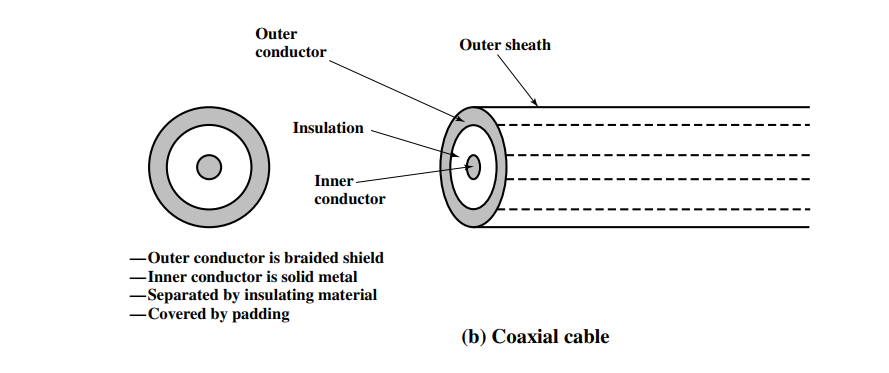 Outer
conductor
Outer sheath
Insulation
Inner
conductor
—Outer conductor is braided shield
—Inner conductor is solid metal
—Separated by insulating material
—Covered by padding
(b) Coaxial cable